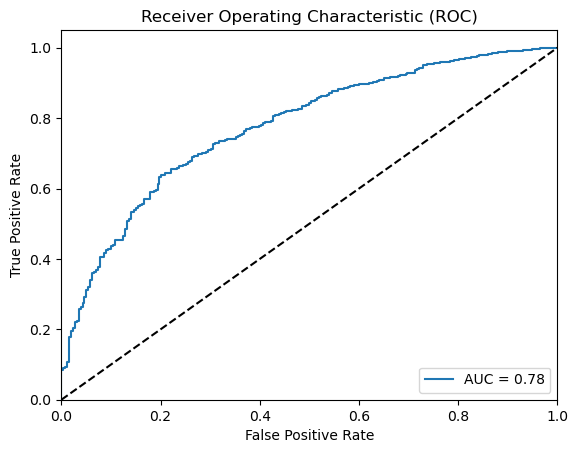 Receiver Operating Characteristic (ROC)
1.0
0.8
0.6
0.4
0.2
0.0
True Positive Rate
AUC = 0.78
0.0 0.2 0.4 0.6 0.8 1.0
False Positive Rate